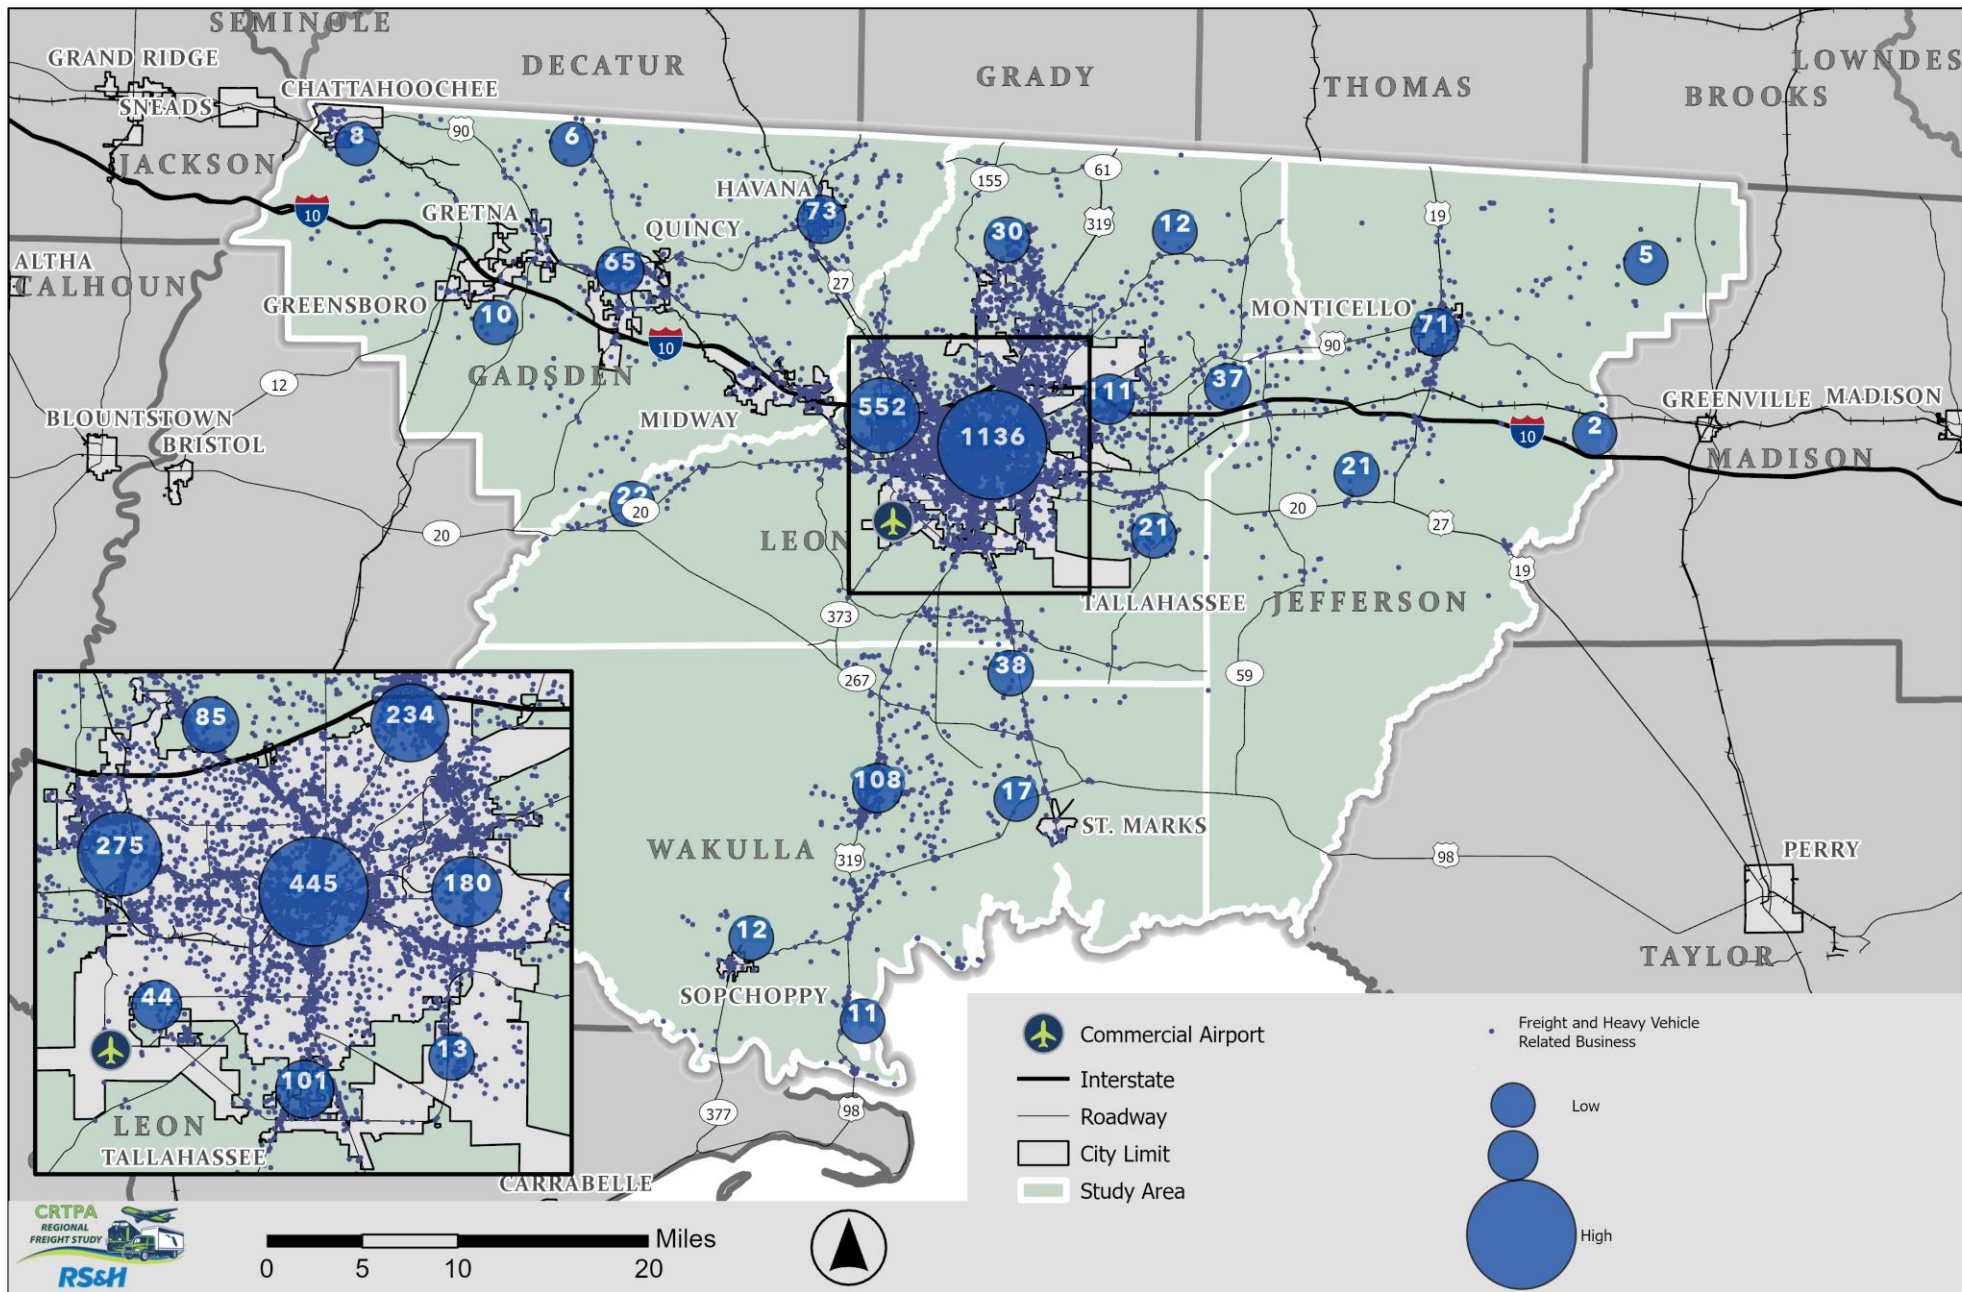 SEMINOLE
GRAND RIDGE
DECATUR
GRADY
THOMAS
LOWNDES
BROOKS
CHATTAHOOCHEE
SNEADS
JACKSON
8
90
6
HAVANA
73
155
61
10
GRETNA
QUINCY
30
319
12
19
5
ALTHA
CALHOUN
65
27
GREENSBORO
10
10
MONTICELLO
71
90
GADSDEN
12
MIDWAY
552
1136
111
37
BLOUNTSTOWN
BRISTOL
10
2
GREENVILLE
MADISON
MADISON
22
20
20
LEON
21
21
20
27
19
TALLAHASSEE
JEFFERSON
373
38
267
59
108
17
ST. MARKS
WAKULLA
319
98
PERRY
12
SOPCHOPPY
TAYLOR
11
377
98
CARRABELLE
85
234
275
445
180
44
13
101
LEON
TALLAHASSEE
Commercial Airport
Interstate
Roadway
City Limit
Study Area
Freight and Heavy Vehicle
Related Business
Low
High
CRTPA
REGIONAL
FREIGHT STUDY
RS&H
Miles
0 5 10 20